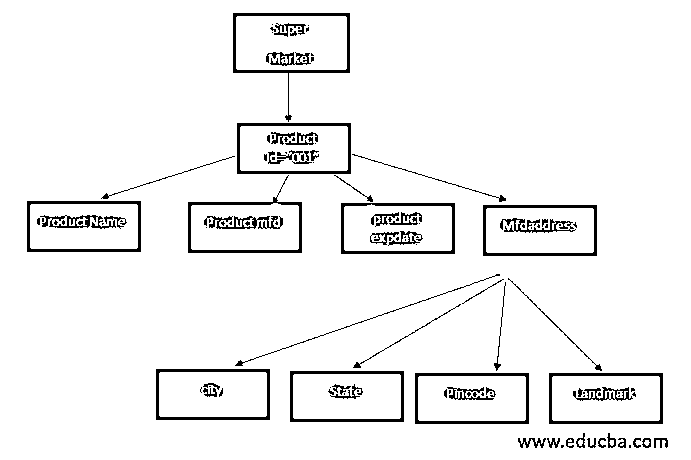 Super
Market
Product
Id="001"
Product Name
Product mfd
product
expdate
Mfdaddress
city
State
Pincode
Landmark
www.educba.com